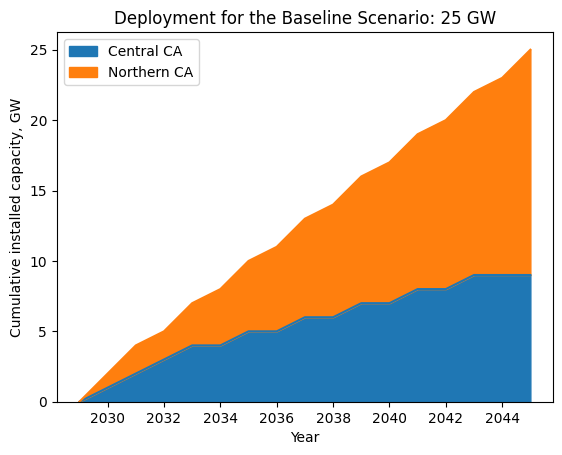 Deployment for the Baseline Scenario: 25 GW
Central CA
Northern CA
Cumulative installed capacity, GW
25
20
15
10
5
0
2030 2032 2034 2036 2038 2040 2042 2044
Year